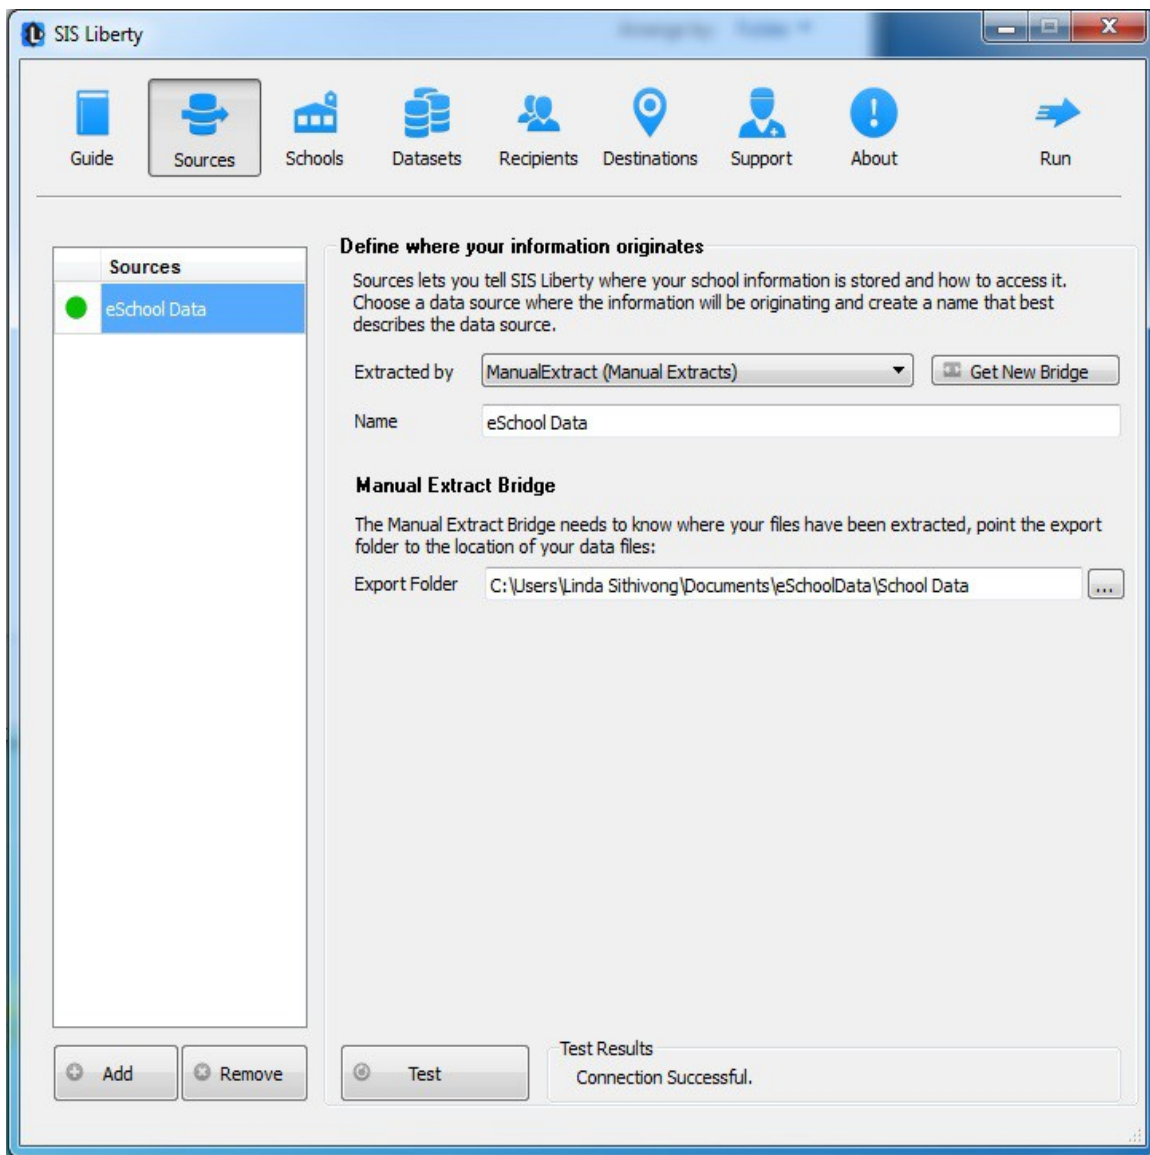 SIS Liberty
Guide
Sources
Schools
Datasets
Recipients
Destinations
Support
About
Run
Sources
eSchool Data
Define where your information originates
Sources lets you tell SIS Liberty where your school information is stored and how to access it.
Choose a data source where the information will be originating and create a name that best
describes the data source.
Extracted by
ManualExtract (Manual Extracts)
Get New Bridge
Name
eSchool Data
Manual Extract Bridge
The Manual Extract Bridge needs to know where your files have been extracted, point the export
folder to the location of your data files:
Export Folder
C:\Users\Linda Sithivong\Documents\eSchoolData\School Data
...
Add
Remove
Test
Test Results
Connection Successful.